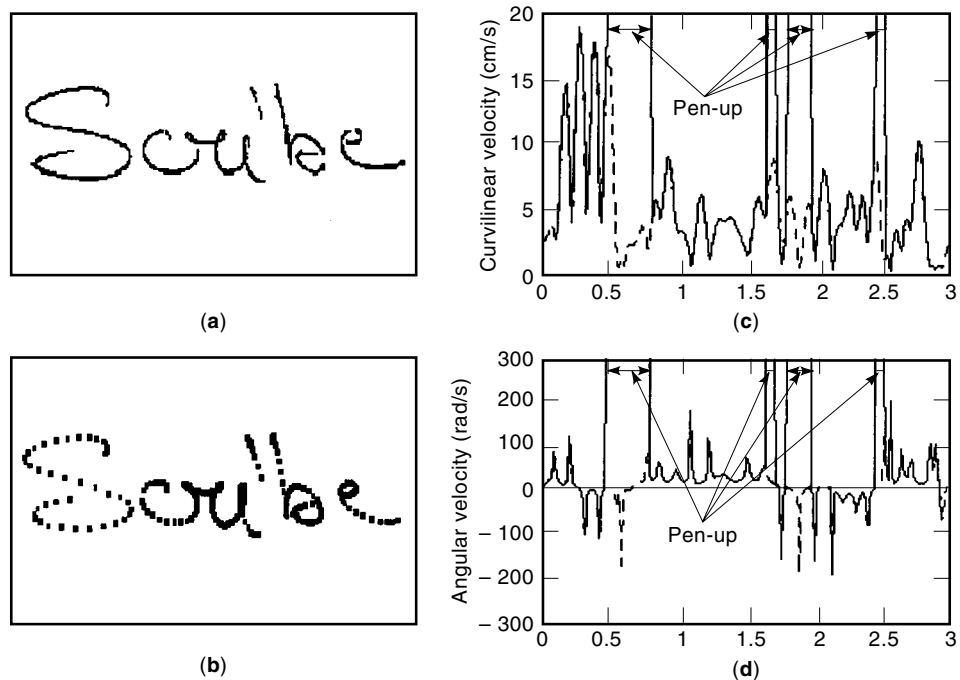 Scribe
(a)
Scribe
(b)
Curvilinear velocity (cm/s)
20
15
10
5
0
Pen-up
0 0.5 1 1.5 2 2.5 3
(c)
Angular velocity (rad/s)
300
200
100
0
– 100
– 200
– 300
Pen-up
0 0.5 1 1.5 2 2.5 3
(d)